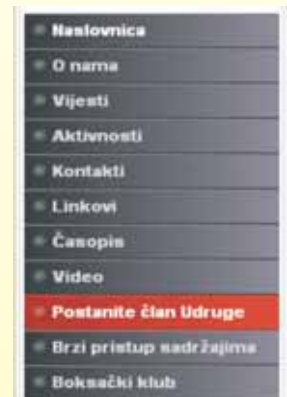 Naslovnica
O nama
Vijesti
Aktivnosti
Kontakti
Linkovi
Časopis
Video
Postanite član Udruge
Brzi pristup sadržajima
Boksački klub